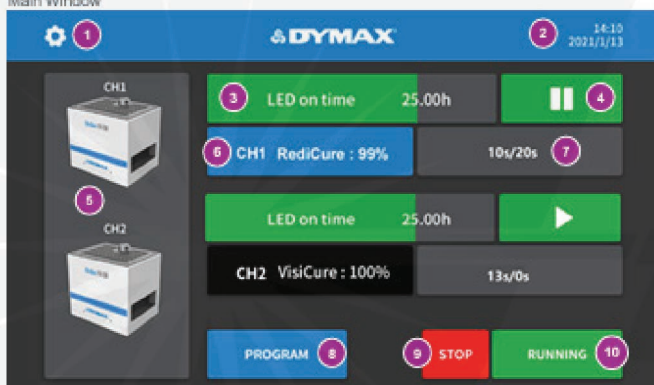 Main Window
1
DYMAX
2
14:10
2021/1/13
CH1
3 LED on time 25.00h
4
6 CH1 RediCure : 99%
10s/20s 7
5
CH2
LED on time 25.00h
CH2 VisiCure : 100%
13s/0s
PROGRAM 8
9 STOP
RUNNING 10